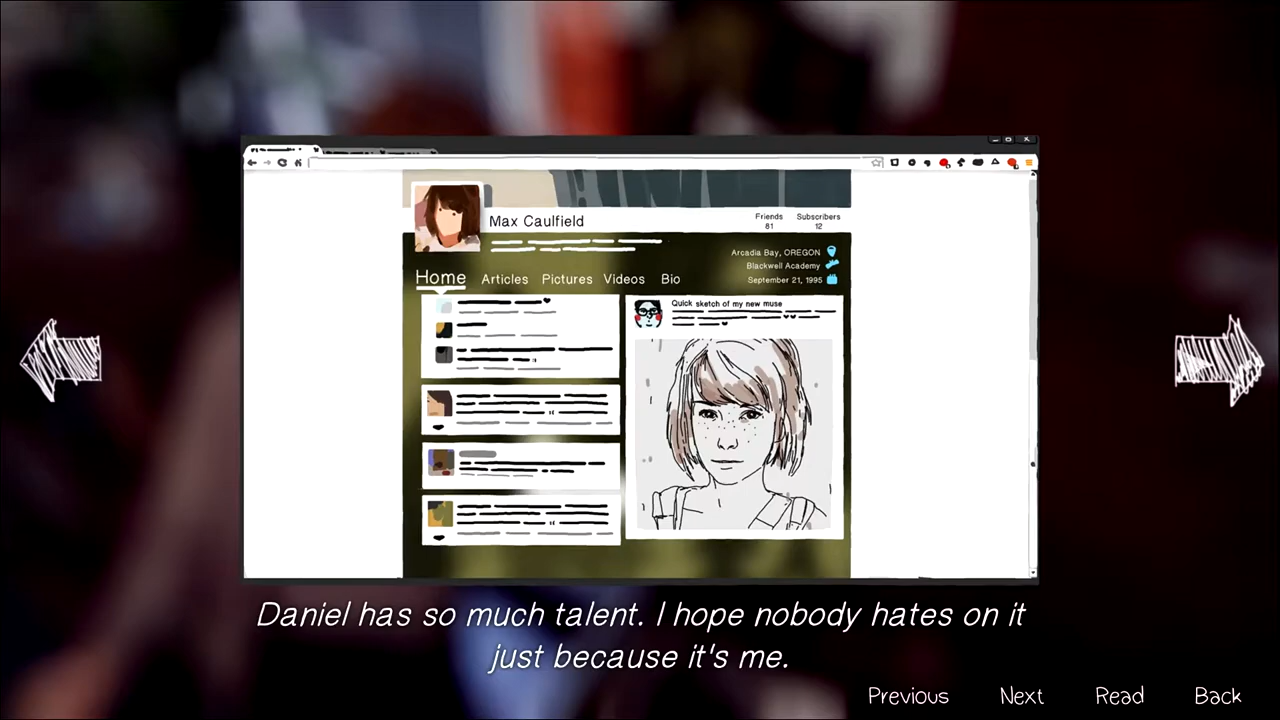 Max Caulfield
Friends
81
Subscribers
12
Arcadia Bay, OREGON
Blackwell Academy
September 21, 1995
Home
Articles
Pictures
Videos
Bio
Quick sketch of my new muse
Daniel has so much talent. I hope nobody hates on it
just because it's me.
Previous
Next
Read
Back